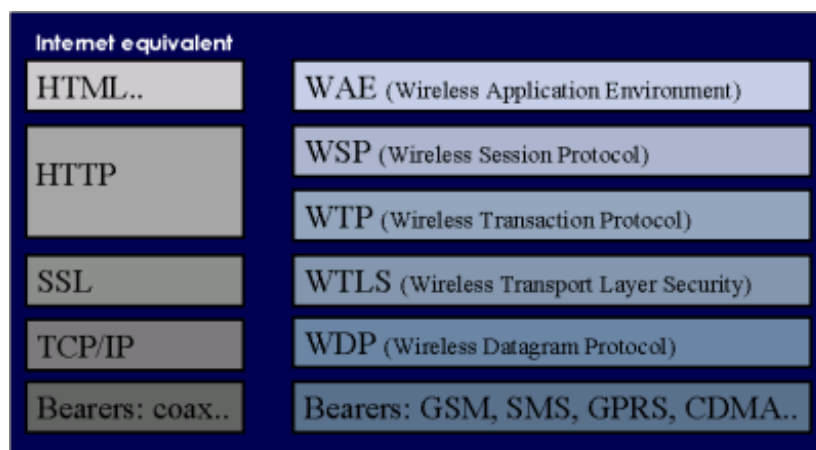 Internet equivalent
HTML..
WAE (Wireless Application Environment)
HTTP
WSP (Wireless Session Protocol)
WTP (Wireless Transaction Protocol)
SSL
WTLS (Wireless Transport Layer Security)
TCP/IP
WDP (Wireless Datagram Protocol)
Bearers: coax..
Bearers: GSM, SMS, GPRS, CDMA..